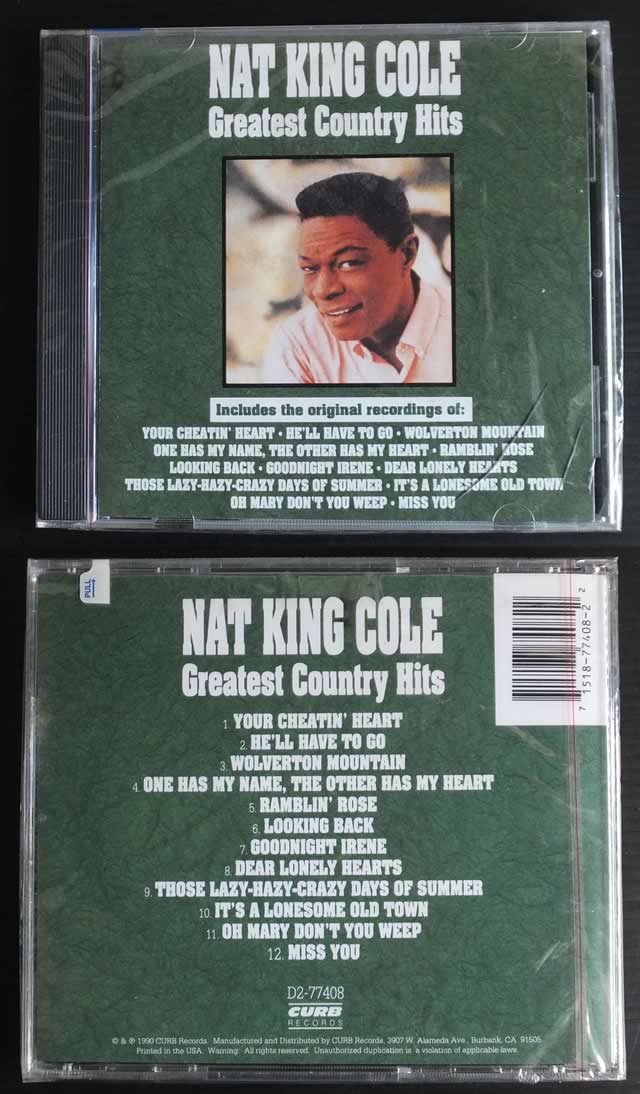 NAT KING COLE
Greatest Country Hits
Includes the original recordings of:
YOUR CHEATIN' HEART • HE'LL HAVE TO GO • WOLVERTON MOUNTAIN
ONE HAS MY NAME, THE OTHER HAS MY HEART • RAMBLIN' ROSE
LOOKING BACK • GOODNIGHT IRENE • DEAR LONELY HEARTS
THOSE LAZY-HAZY-CRAZY DAYS OF SUMMER • IT'S A LONESOME OLD TOWN
OH MARY DON'T YOU WEEP • MISS YOU
PULL
NAT KING COLE
Greatest Country Hits
7 1518-77408-2 2
1. YOUR CHEATIN' HEART
2. HE'LL HAVE TO GO
3. WOLVERTON MOUNTAIN
4. ONE HAS MY NAME, THE OTHER HAS MY HEART
5. RAMBLIN' ROSE
6. LOOKING BACK
7. GOODNIGHT IRENE
8. DEAR LONELY HEARTS
9. THOSE LAZY-HAZY-CRAZY DAYS OF SUMMER
10. IT'S A LONESOME OLD TOWN
11. OH MARY DON'T YOU WEEP
12. MISS YOU
D2-77408
CURB
RECORDS
© & ℗ 1990 CURB Records. Manufactured and Distributed by CURB Records, 3907 W. Alameda Ave., Burbank, CA 91505.
Printed in the USA. Warning: All rights reserved. Unauthorized duplication is a violation of applicable laws.